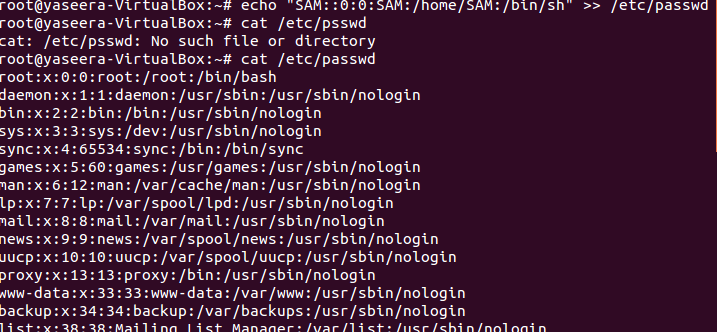 root@yaseera-VirtualBox:~# echo "SAM::0:0:SAM:/home/SAM:/bin/sh" >> /etc/passwd
root@yaseera-VirtualBox:~# cat /etc/psswd
cat: /etc/psswd: No such file or directory
root@yaseera-VirtualBox:~# cat /etc/passwd
root:x:0:0:root:/root:/bin/bash
daemon:x:1:1:daemon:/usr/sbin:/usr/sbin/nologin
bin:x:2:2:bin:/bin:/usr/sbin/nologin
sys:x:3:3:sys:/dev:/usr/sbin/nologin
sync:x:4:65534:sync:/bin:/bin/sync
games:x:5:60:games:/usr/games:/usr/sbin/nologin
man:x:6:12:man:/var/cache/man:/usr/sbin/nologin
lp:x:7:7:lp:/var/spool/lpd:/usr/sbin/nologin
mail:x:8:8:mail:/var/mail:/usr/sbin/nologin
news:x:9:9:news:/var/spool/news:/usr/sbin/nologin
uucp:x:10:10:uucp:/var/spool/uucp:/usr/sbin/nologin
proxy:x:13:13:proxy:/bin:/usr/sbin/nologin
www-data:x:33:33:www-data:/var/www:/usr/sbin/nologin
backup:x:34:34:backup:/var/backups:/usr/sbin/nologin
list:x:38:38:Mailing List Manager:/var/list:/usr/sbin/nologin